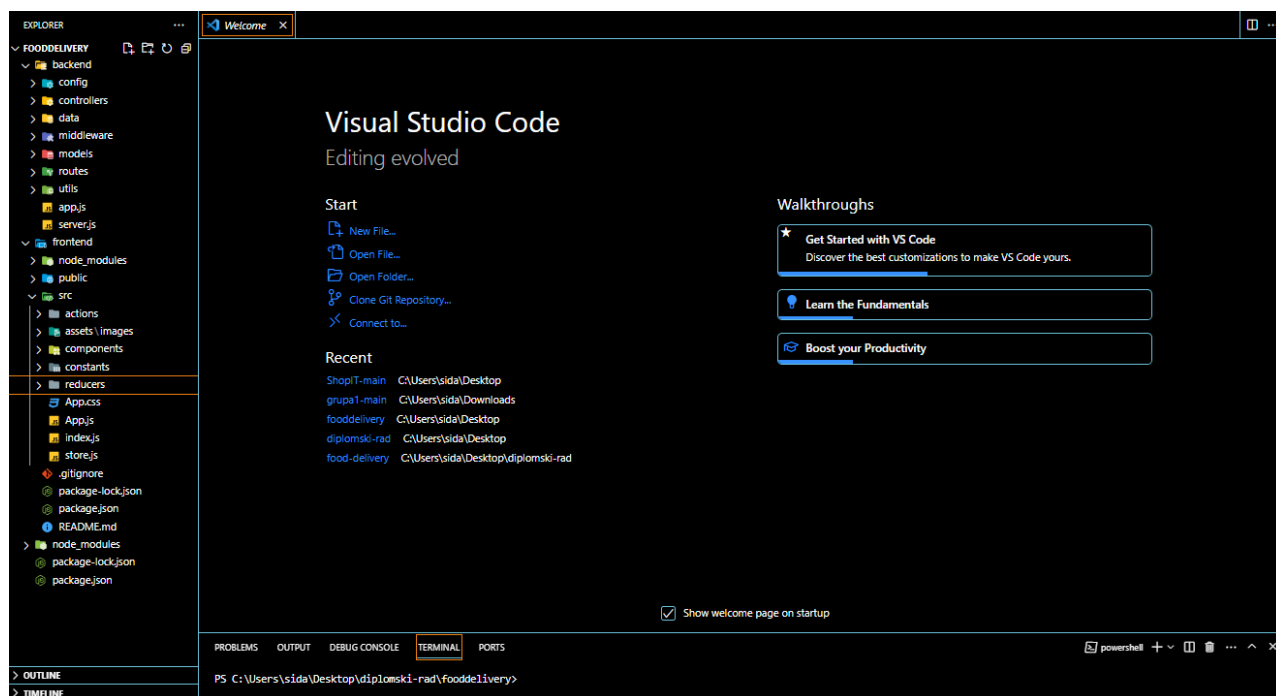 EXPLORER
FOODDELIVERY
backend
config
controllers
data
middleware
models
routes
utils
app.js
server.js
frontend
node_modules
public
src
actions
assets\images
components
constants
reducers
App.css
App.js
index.js
store.js
.gitignore
package-lock.json
package.json
README.md
node_modules
package-lock.json
package.json
OUTLINE
TIMELINE
Welcome
Visual Studio Code
Editing evolved
Start
New File...
Open File...
Open Folder...
Clone Git Repository...
Connect to...
Recent
ShopIT-main C:\Users\sida\Desktop
grupa1-main C:\Users\sida\Downloads
fooddelivery C:\Users\sida\Desktop
diplomski-rad C:\Users\sida\Desktop
food-delivery C:\Users\sida\Desktop\diplomski-rad
Walkthroughs
Get Started with VS Code
Discover the best customizations to make VS Code yours.
Learn the Fundamentals
Boost your Productivity
Show welcome page on startup
PROBLEMS OUTPUT DEBUG CONSOLE TERMINAL PORTS
powershell
PS C:\Users\sida\Desktop\diplomski-rad\fooddelivery>